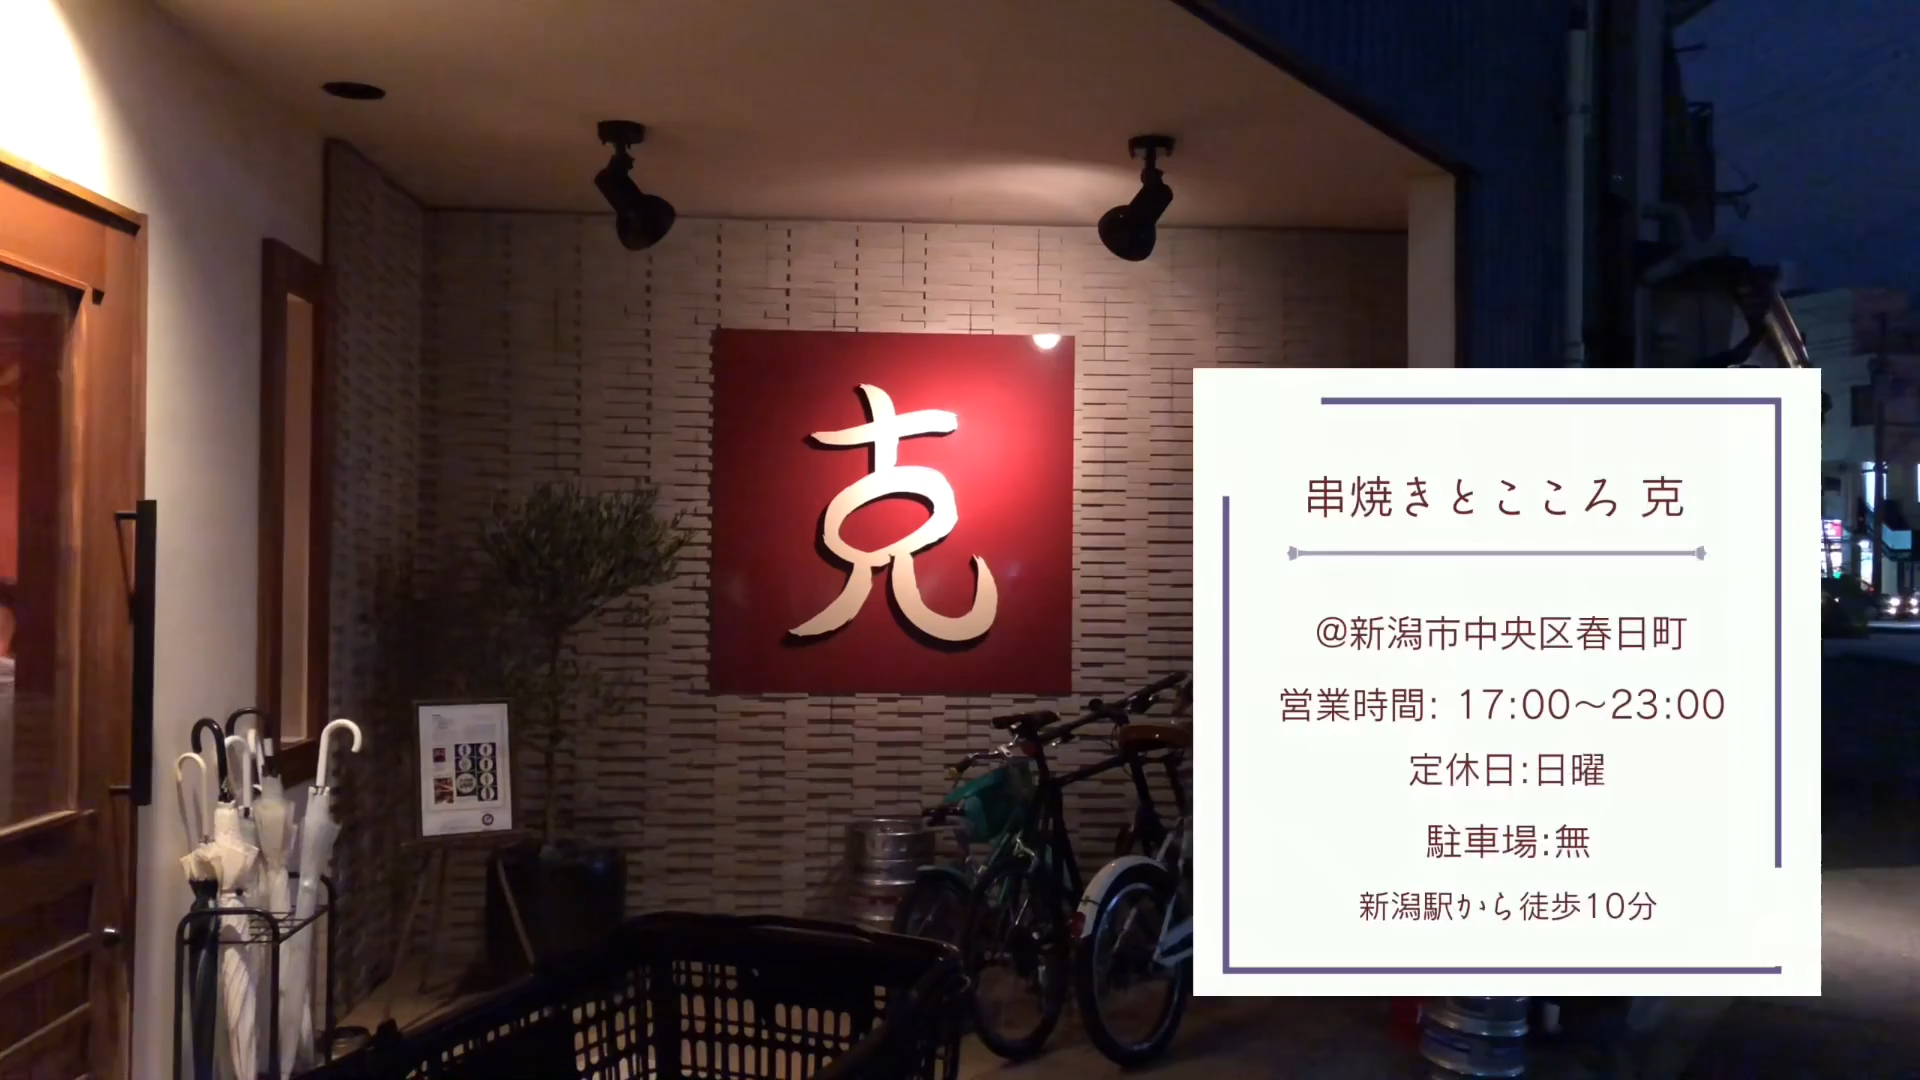 克
串焼きとこころ 克
@新潟市中央区春日町
営業時間: 17:00～23:00
定休日:日曜
駐車場:無
新潟駅から徒歩10分